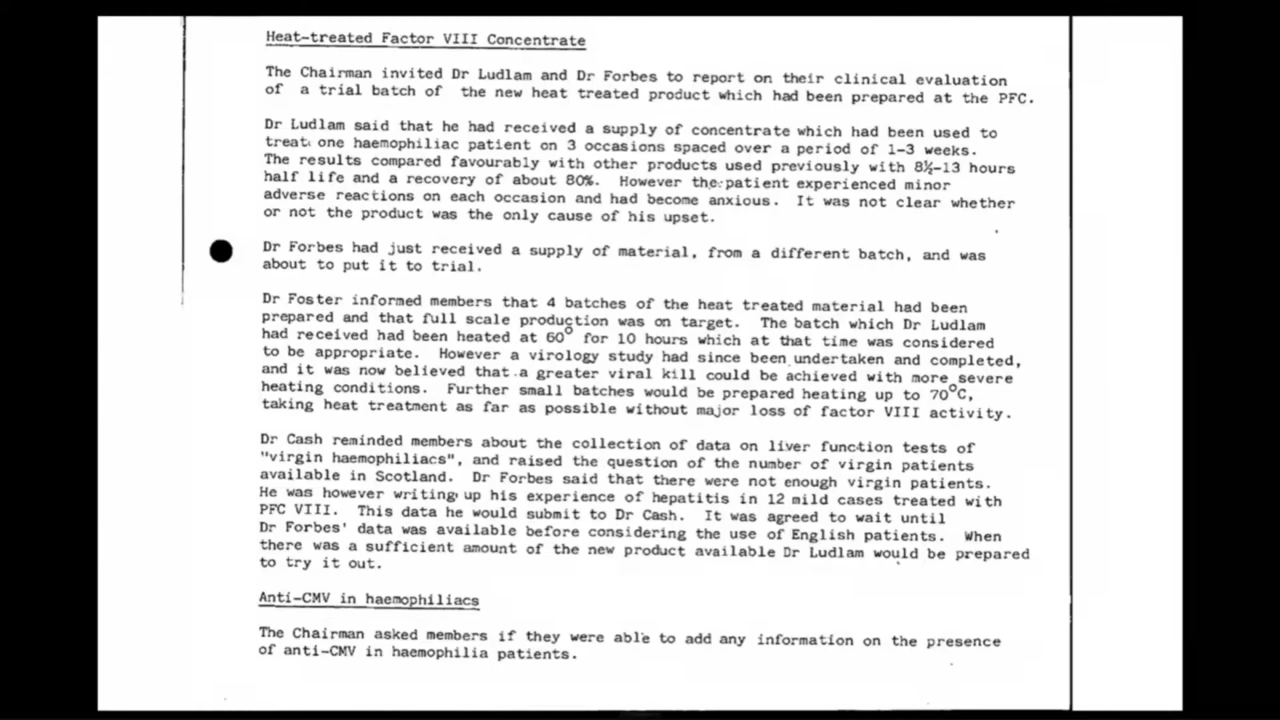 Heat-treated Factor VIII Concentrate
The Chairman invited Dr Ludlam and Dr Forbes to report on their clinical evaluation
of a trial batch of the new heat treated product which had been prepared at the PFC.
Dr Ludlam said that he had received a supply of concentrate which had been used to
treat one haemophiliac patient on 3 occasions spaced over a period of 1-3 weeks.
The results compared favourably with other products used previously with 8½-13 hours
half life and a recovery of about 80%. However the patient experienced minor
adverse reactions on each occasion and had become anxious. It was not clear whether
or not the product was the only cause of his upset.
Dr Forbes had just received a supply of material, from a different batch, and was
about to put it to trial.
Dr Foster informed members that 4 batches of the heat treated material had been
prepared and that full scale production was on target. The batch which Dr Ludlam
had received had been heated at 60° for 10 hours which at that time was considered
to be appropriate. However a virology study had since been undertaken and completed,
and it was now believed that a greater viral kill could be achieved with more severe
heating conditions. Further small batches would be prepared heating up to 70°C,
taking heat treatment as far as possible without major loss of factor VIII activity.
Dr Cash reminded members about the collection of data on liver function tests of
"virgin haemophiliacs", and raised the question of the number of virgin patients
available in Scotland. Dr Forbes said that there were not enough virgin patients.
He was however writing up his experience of hepatitis in 12 mild cases treated with
PFC VIII. This data he would submit to Dr Cash. It was agreed to wait until
Dr Forbes' data was available before considering the use of English patients. When
there was a sufficient amount of the new product available Dr Ludlam would be prepared
to try it out.
Anti-CMV in haemophiliacs
The Chairman asked members if they were able to add any information on the presence
of anti-CMV in haemophilia patients.